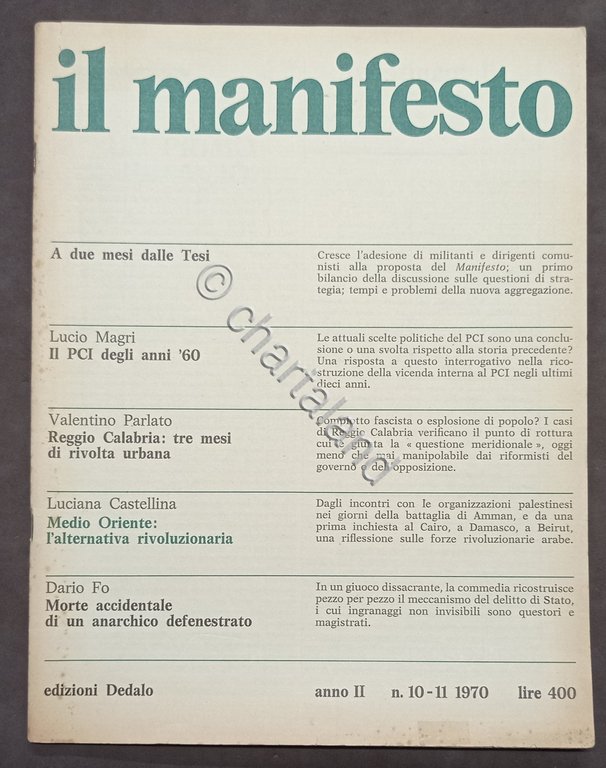 il manifesto
A due mesi dalle Tesi
Cresce l'adesione di militanti e dirigenti comu-
nisti alla proposta del Manifesto; un primo
bilancio della discussione sulle questioni di stra-
tegia; tempi e problemi della nuova aggregazione.
Lucio Magri
Il PCI degli anni '60
Le attuali scelte politiche del PCI sono una conclu-
sione o una svolta rispetto alla storia precedente?
Una risposta a questo interrogativo nella rico-
struzione della vicenda interna al PCI negli ultimi
dieci anni.
Valentino Parlato
Reggio Calabria: tre mesi
di rivolta urbana
Complotto fascista o esplosione di popolo? I casi
di Reggio Calabria verificano il punto di rottura
cui è giunta la « questione meridionale », oggi
meno che mai manipolabile dai riformisti del
governo e dell'opposizione.
Luciana Castellina
Medio Oriente:
l'alternativa rivoluzionaria
Dagli incontri con le organizzazioni palestinesi
nei giorni della battaglia di Amman, e da una
prima inchiesta al Cairo, a Damasco, a Beirut,
una riflessione sulle forze rivoluzionarie arabe.
Dario Fo
Morte accidentale
di un anarchico defenestrato
In un giuoco dissacrante, la commedia ricostruisce
pezzo per pezzo il meccanismo del delitto di Stato,
i cui ingranaggi non invisibili sono questori e
magistrati.
edizioni Dedalo anno II n. 10-11 1970 lire 400
© chartaland